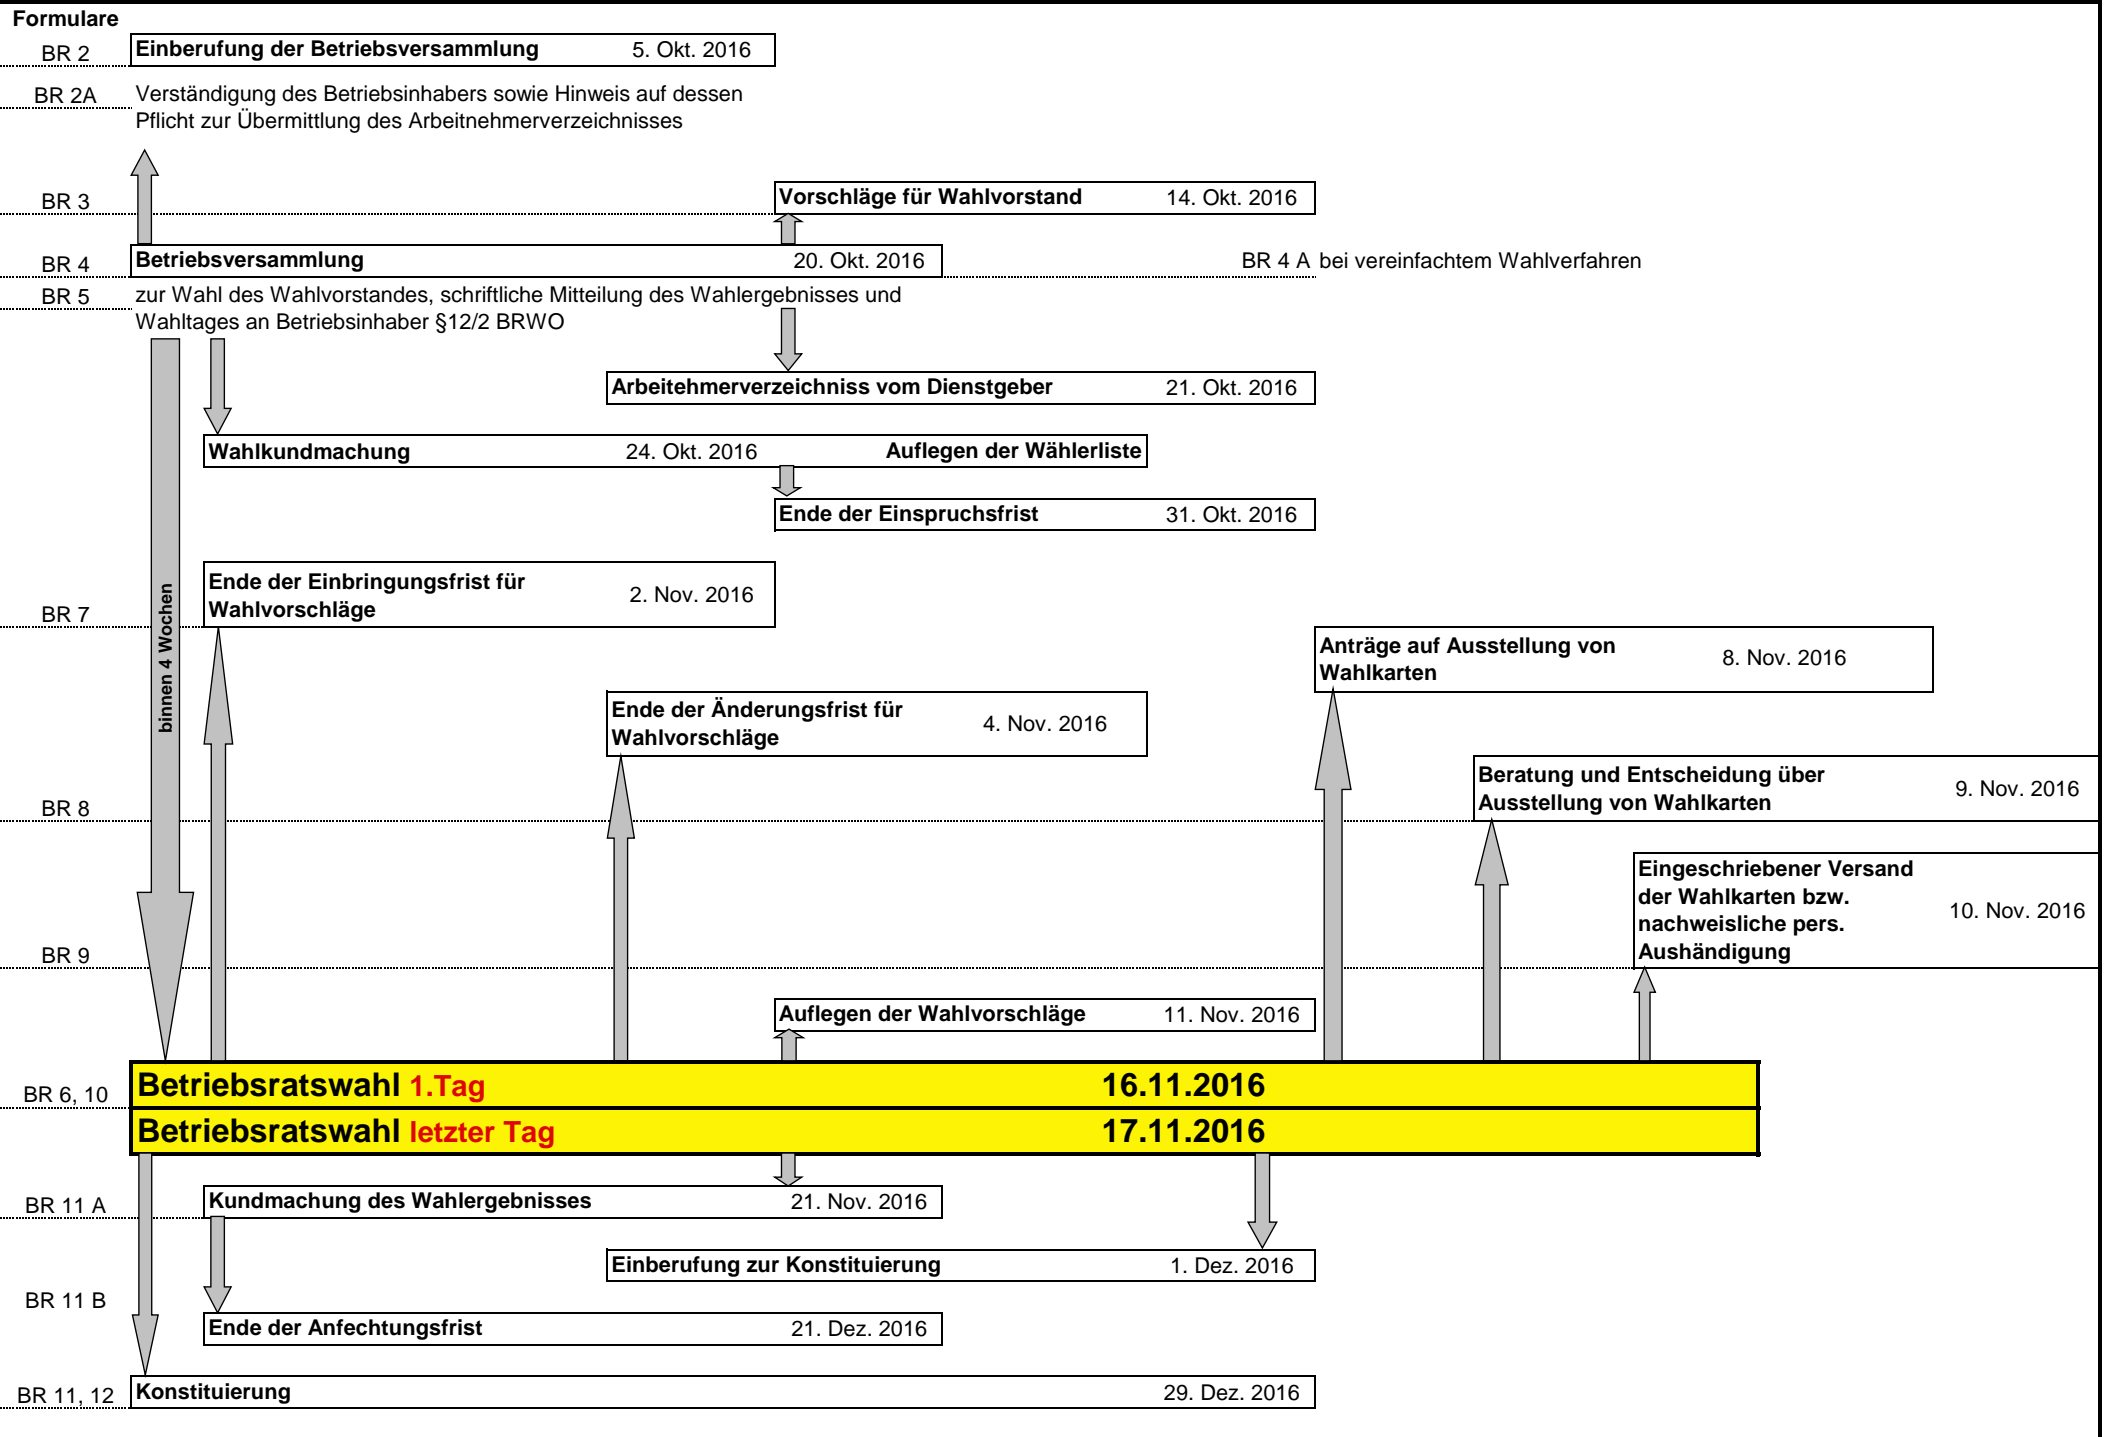 Formulare
BR 2 Einberufung der Betriebsversammlung 5. Okt. 2016
BR 2A Verständigung des Betriebsinhabers sowie Hinweis auf dessen
Pflicht zur Übermittlung des Arbeitnehmerverzeichnisses
BR 3 Vorschläge für Wahlvorstand 14. Okt. 2016
BR 4 Betriebsversammlung 20. Okt. 2016 BR 4 A bei vereinfachtem Wahlverfahren
BR 5 zur Wahl des Wahlvorstandes, schriftliche Mitteilung des Wahlergebnisses und
Wahltages an Betriebsinhaber §12/2 BRWO
Arbeitehmerverzeichniss vom Dienstgeber 21. Okt. 2016
Wahlkundmachung 24. Okt. 2016 Auflegen der Wählerliste
Ende der Einspruchsfrist 31. Okt. 2016
binnen 4 Wochen
Ende der Einbringungsfrist für
Wahlvorschläge 2. Nov. 2016
BR 7
Anträge auf Ausstellung von
Wahlkarten 8. Nov. 2016
Ende der Änderungsfrist für
Wahlvorschläge 4. Nov. 2016
Beratung und Entscheidung über
Ausstellung von Wahlkarten 9. Nov. 2016
BR 8
Eingeschriebener Versand
der Wahlkarten bzw.
nachweisliche pers.
Aushändigung
10. Nov. 2016
BR 9
Auflegen der Wahlvorschläge 11. Nov. 2016
BR 6, 10 Betriebsratswahl 1.Tag 16.11.2016
Betriebsratswahl letzter Tag 17.11.2016
BR 11 A Kundmachung des Wahlergebnisses 21. Nov. 2016
Einberufung zur Konstituierung 1. Dez. 2016
BR 11 B
Ende der Anfechtungsfrist 21. Dez. 2016
BR 11, 12 Konstituierung 29. Dez. 2016